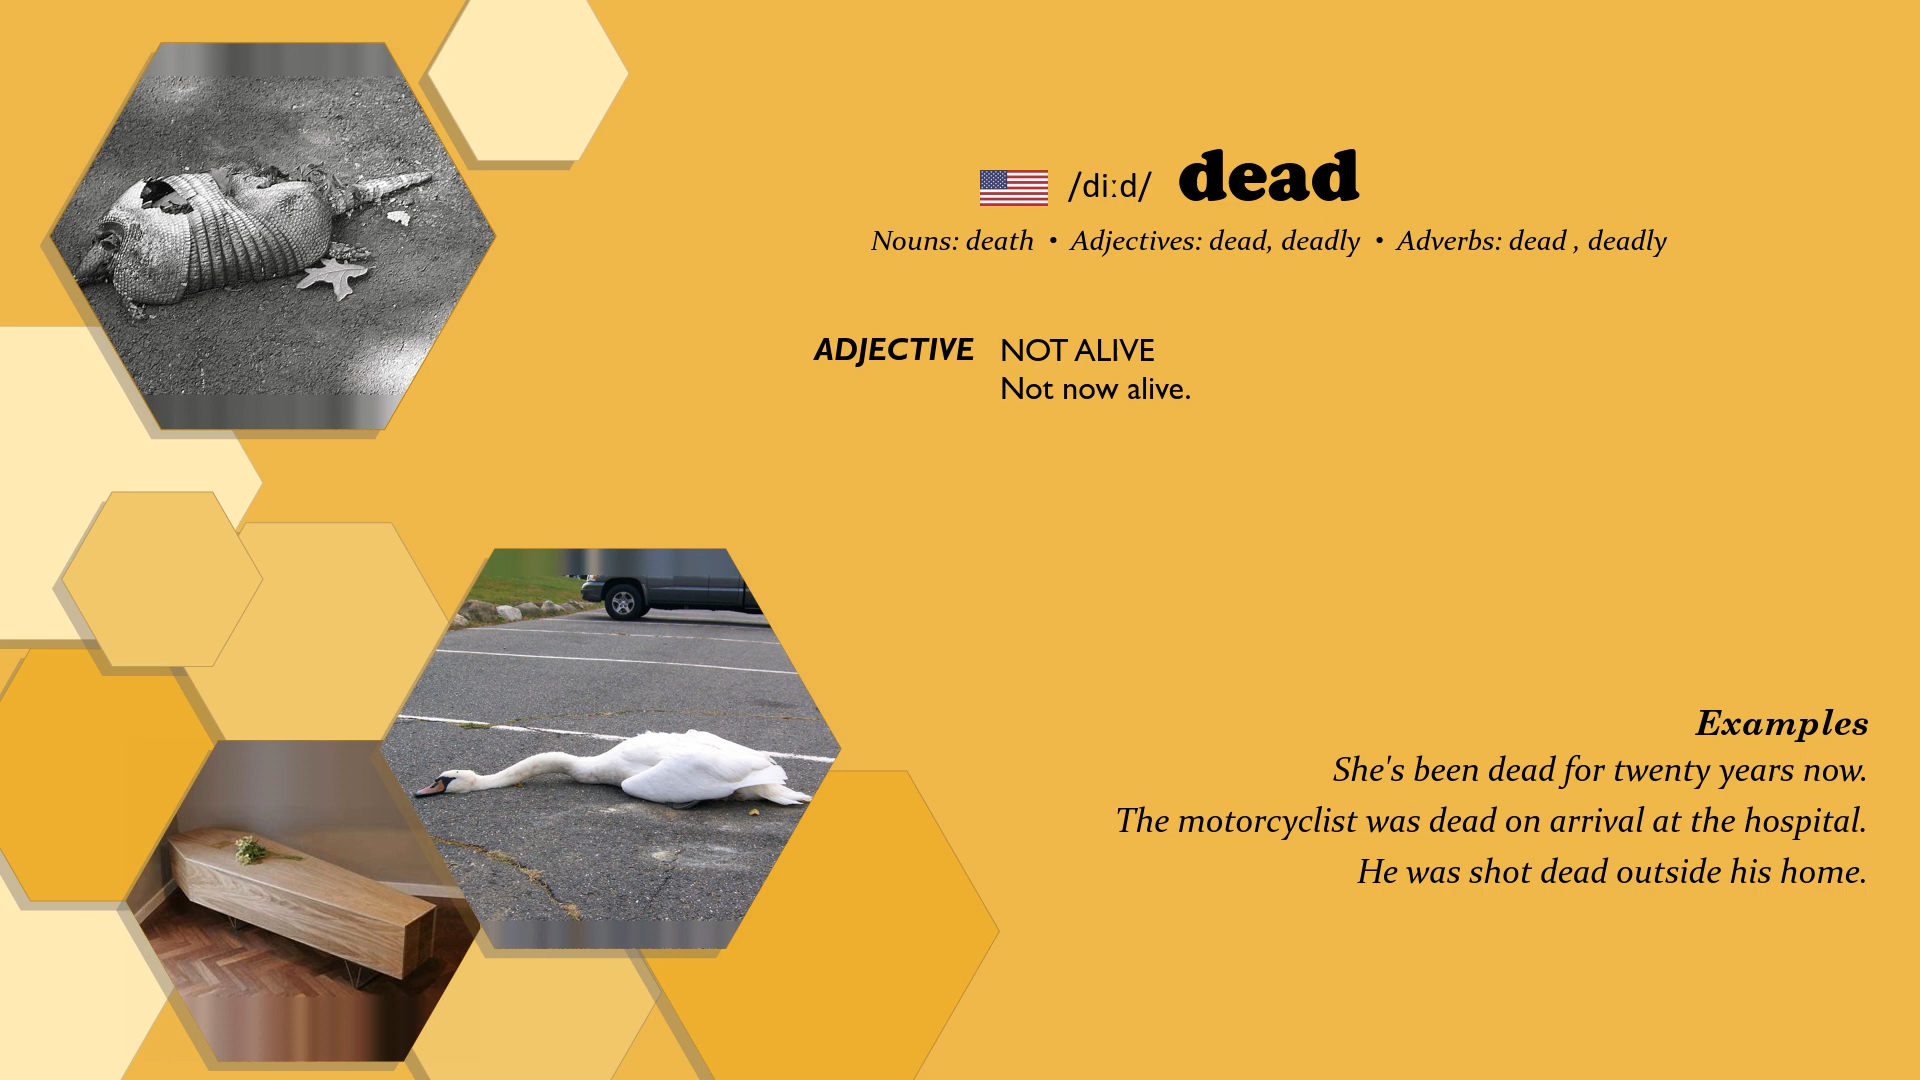 /diːd/ dead
Nouns: death • Adjectives: dead, deadly • Adverbs: dead , deadly
ADJECTIVE NOT ALIVE
Not now alive.
Examples
She's been dead for twenty years now.
The motorcyclist was dead on arrival at the hospital.
He was shot dead outside his home.